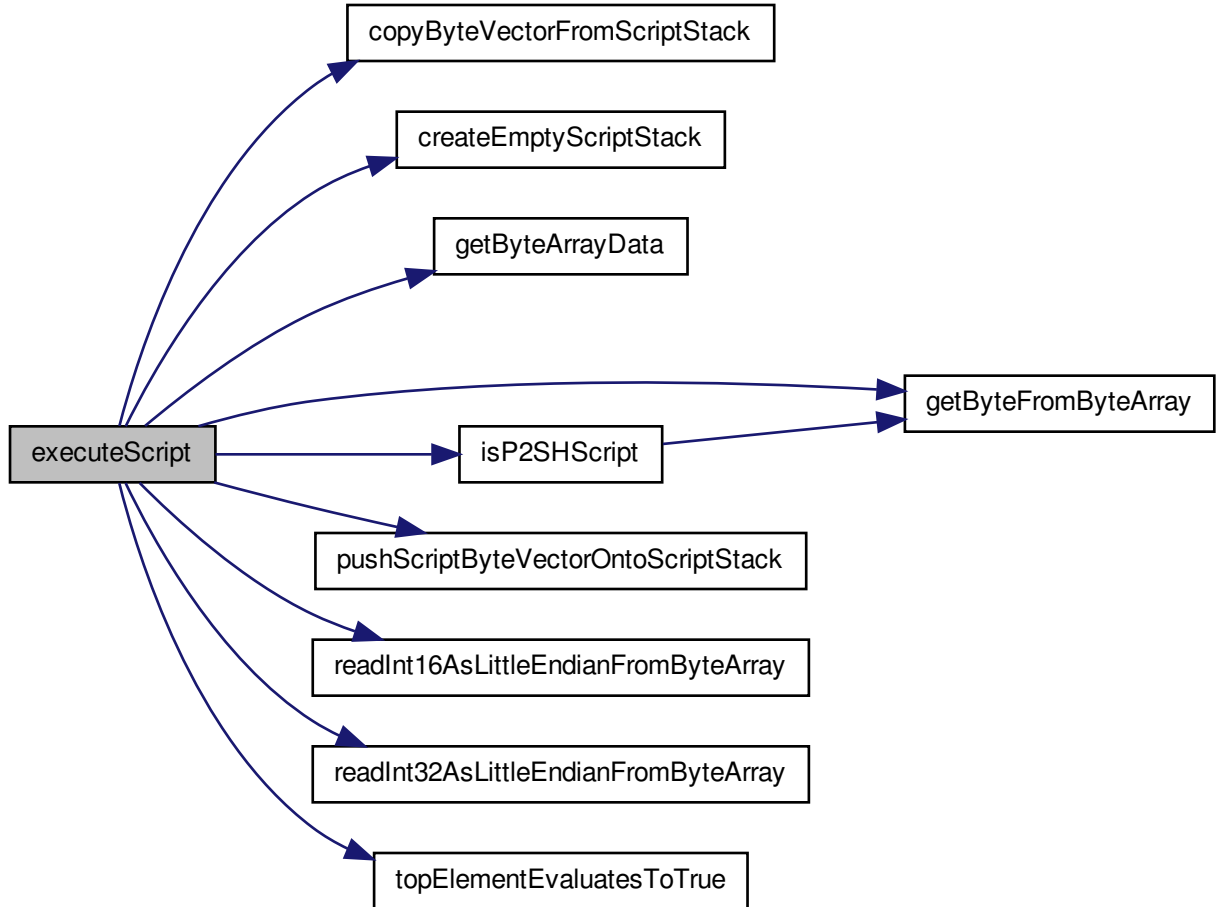 copyByteVectorFromScriptStack
createEmptyScriptStack
getByteArrayData
getByteFromByteArray
executeScript
isP2SHScript
pushScriptByteVectorOntoScriptStack
readInt16AsLittleEndianFromByteArray
readInt32AsLittleEndianFromByteArray
topElementEvaluatesToTrue